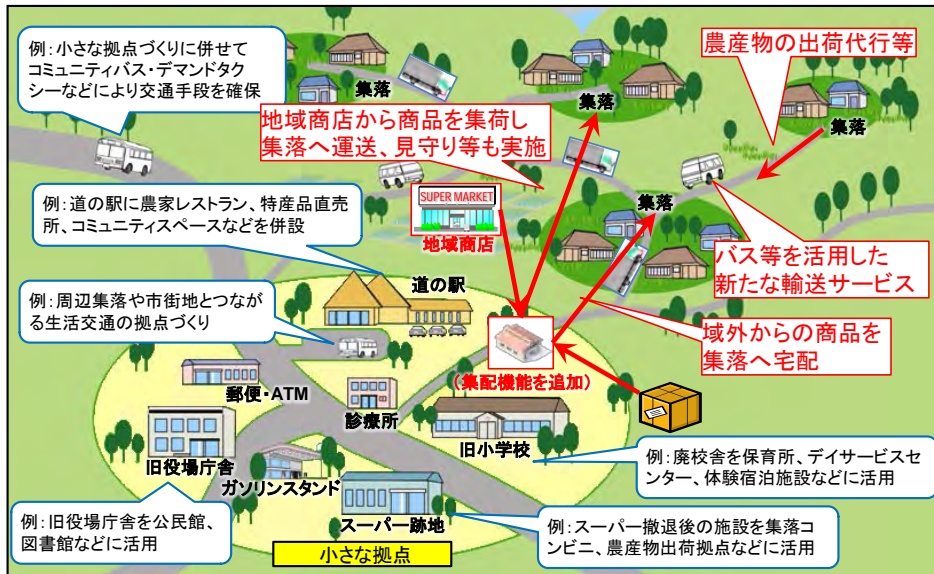 例：小さな拠点づくりに併せて
コミュニティバス・デマンドタク
シーなどにより交通手段を確保
集落
集落
農産物の出荷代行等
集落
地域商店から商品を集荷し
集落へ運送、見守り等も実施
例：道の駅に農家レストラン、特産品直売
所、コミュニティスペースなどを併設
SUPER MARKET
地域商店
集落
バス等を活用した
新たな輸送サービス
道の駅
例：周辺集落や市街地とつなが
る生活交通の拠点づくり
域外からの商品を
集落へ宅配
（集配機能を追加）
郵便・ATM
診療所
旧小学校
旧役場庁舎
ガソリンスタンド
例：廃校舎を保育所、デイサービスセ
ンター、体験宿泊施設などに活用
例：旧役場庁舎を公民館、
図書館などに活用
スーパー跡地
例：スーパー撤退後の施設を集落コ
ンビニ、農産物出荷拠点などに活用
小さな拠点